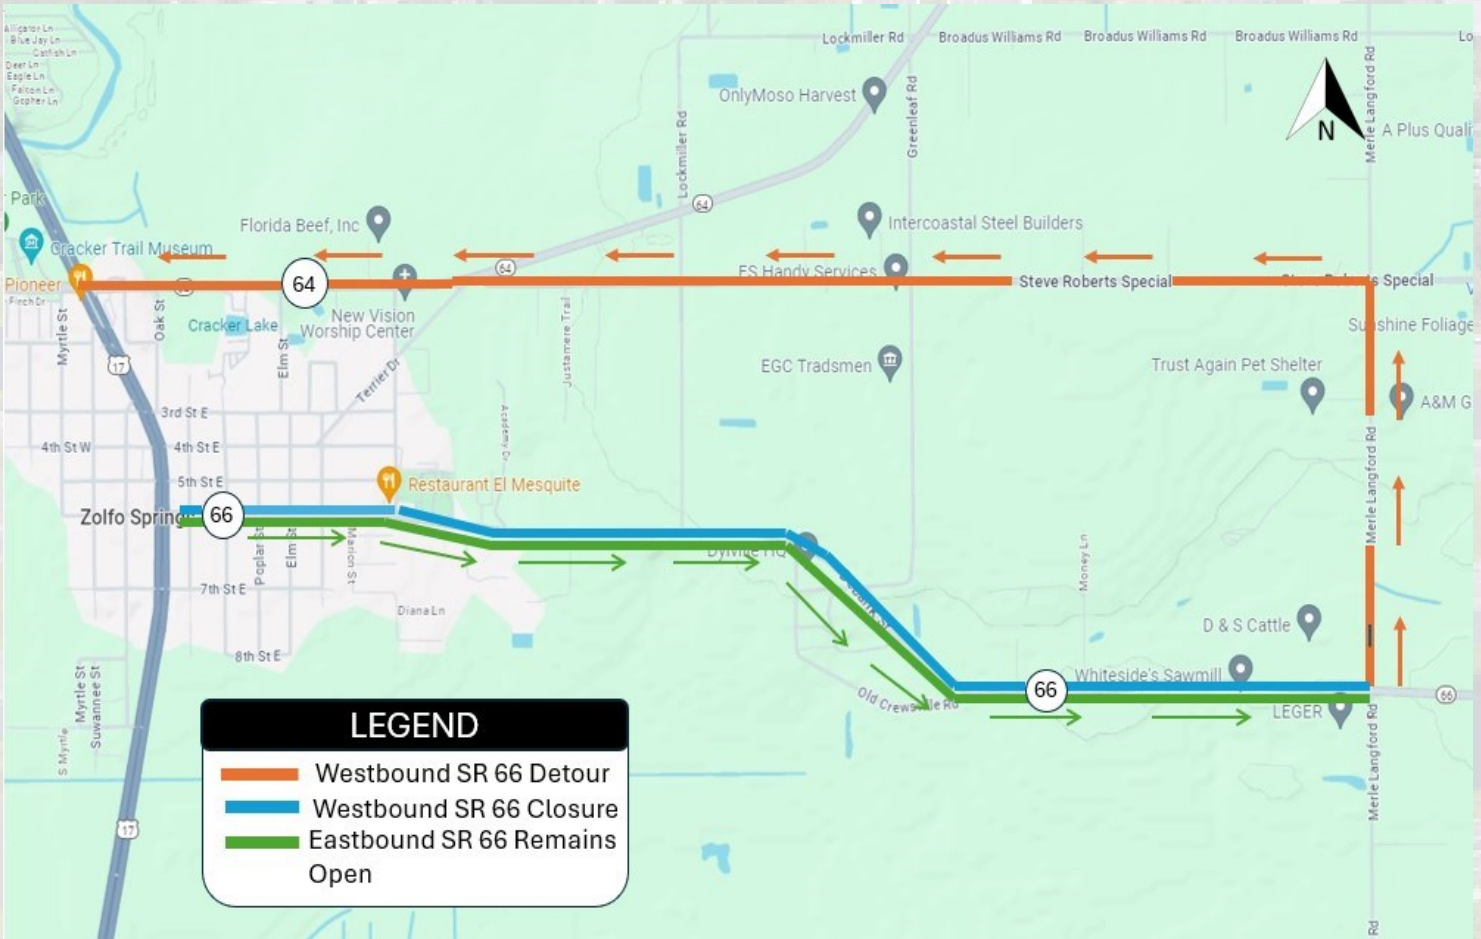 Alligator Ln
Blue Jay Ln
Catfish Ln
Deer Ln
Eagle Ln
Falcon Ln
Gopher Ln
Lockmiller Rd
Broadus Williams Rd
Broadus Williams Rd
Broadus Williams Rd
Lo
OnlyMoso Harvest
Greenleaf Rd
Merle Langford Rd
N
A Plus Quali
Lockmiller Rd
r Park
64
Florida Beef, Inc
Intercoastal Steel Builders
Cracker Trail Museum
64
ES Handy Services
Pioneer
64
Steve Roberts Special
s Special
Firch Dr
Myrtle St
Oak St
Cracker Lake
New Vision
Worship Center
Elm St
Justamere Trail
Sunshine Foliage
17
Terrier Dr
EGC Tradsmen
Trust Again Pet Shelter
A&M G
3rd St E
4th St W
4th St E
Academy Dr
Merle Langford Rd
5th St E
Restaurant El Mesquite
Zolfo Spring
66
Poplar St
Elm St
Marion St
Money Ln
7th St E
Diana Ln
D & S Cattle
8th St E
Whiteside's Sawmill
66
66
Myrtle St
Suwannee St
Old Crewsville Rd
LEGER
Merle Langford Rd
S Myrtle
17
Rd
LEGEND
Westbound SR 66 Detour
Westbound SR 66 Closure
Eastbound SR 66 Remains
Open